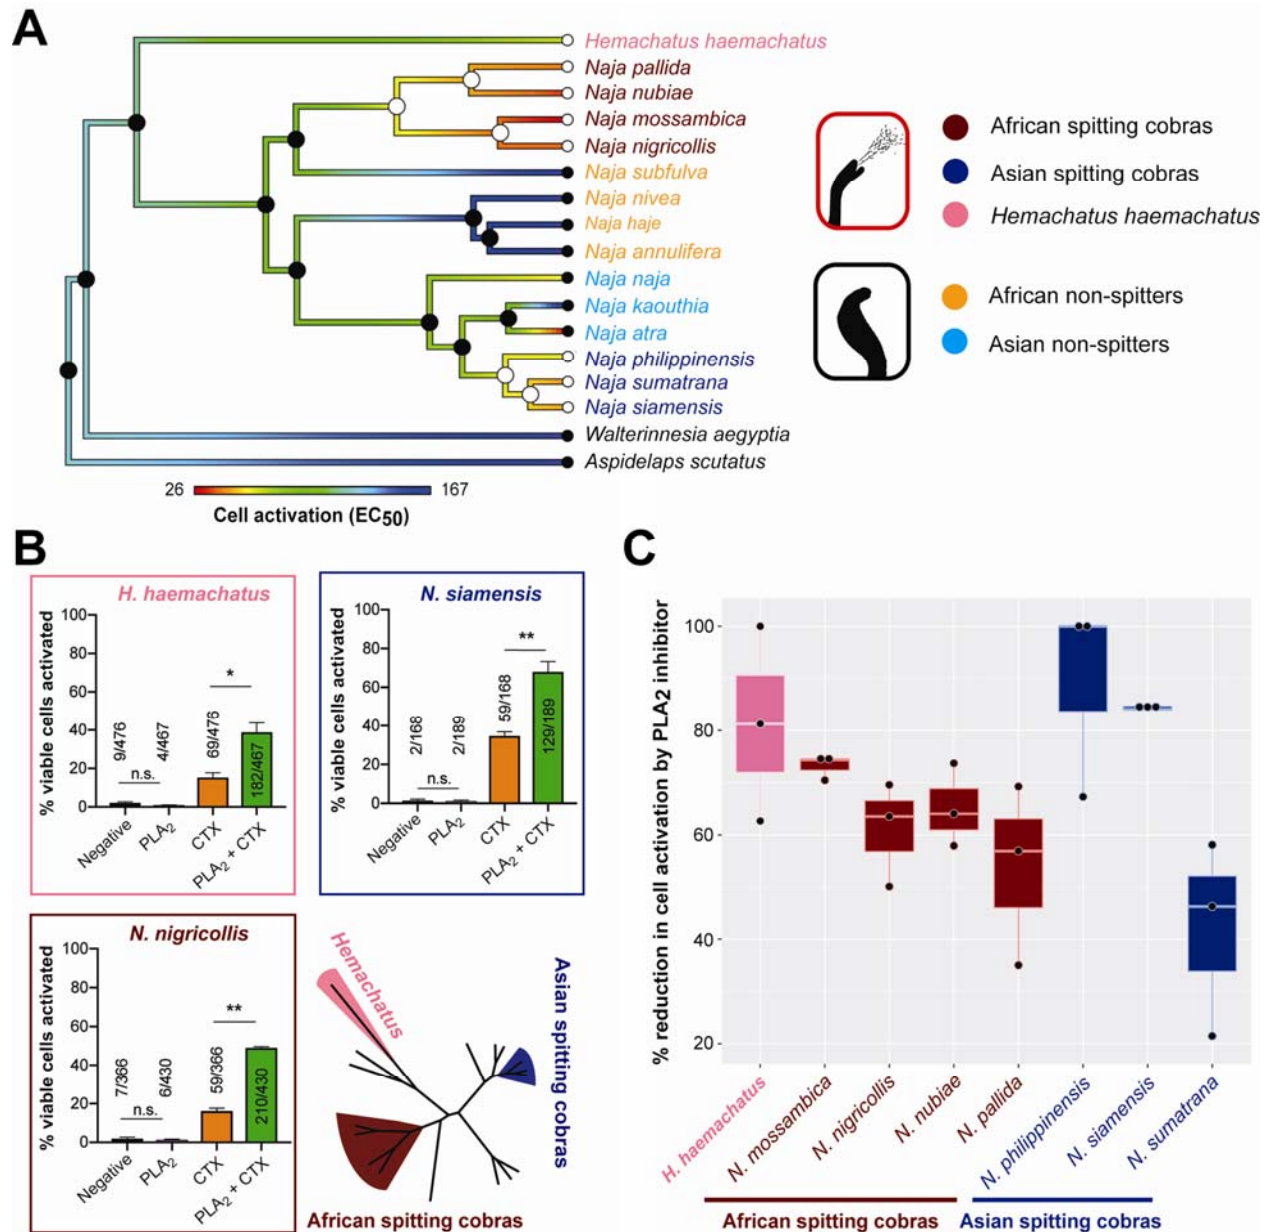 A
Hemachatus haemachatus
Naja pallida
Naja nubiae
Naja mossambica
Naja nigricollis
Naja subfulva
Naja nivea
Naja haje
Naja annulifera
Naja naja
Naja kaouthia
Naja atra
Naja philippinensis
Naja sumatrana
Naja siamensis
Walterinnesia aegyptia
Aspidelaps scutatus
26 167
Cell activation (EC50)
African spitting cobras
Asian spitting cobras
Hemachatus haemachatus
African non-spitters
Asian non-spitters
B
H. haemachatus
% viable cells activated
100
80
60
40
20
0
9/476
4/467
69/476
182/467
n.s.
*
Negative
PLA2
CTX
PLA2 + CTX
N. siamensis
% viable cells activated
100
80
60
40
20
0
2/168
2/189
59/168
129/189
n.s.
**
Negative
PLA2
CTX
PLA2 + CTX
N. nigricollis
% viable cells activated
100
80
60
40
20
0
7/366
6/430
59/366
210/430
n.s.
**
Negative
PLA2
CTX
PLA2 + CTX
Hemachatus
Asian spitting cobras
African spitting cobras
C
% reduction in cell activation by PLA2 inhibitor
100
80
60
40
20
H. haemachatus
N. mossambica
N. nigricollis
N. nubiae
N. pallida
N. philippinensis
N. siamensis
N. sumatrana
African spitting cobras
Asian spitting cobras